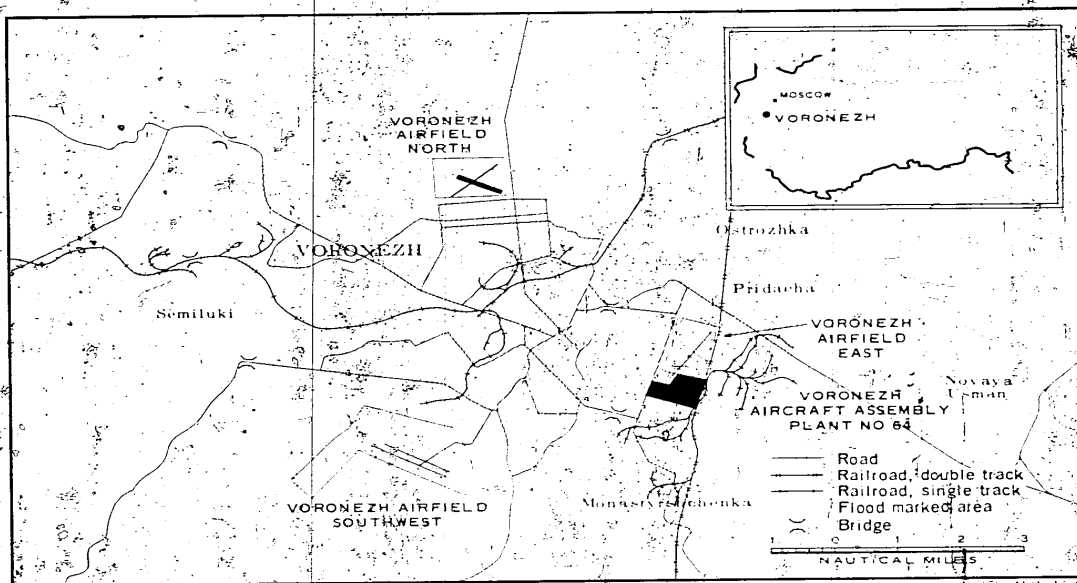 MOSCOW
VORONEZH
VORONEZH
AIRFIELD
NORTH
Ostrozhka
VORONEZH
Pridacha
Semiluki
VORONEZH
AIRFIELD
EAST
Novaya
Usman
VORONEZH
AIRCRAFT ASSEMBLY
PLANT NO 64
Road
Railroad, double track
Railroad, single track
Flood marked area
Bridge
Monastyrshchenka
VORONEZH AIRFIELD
SOUTHWEST
1 0 1 2 3
NAUTICAL MILES